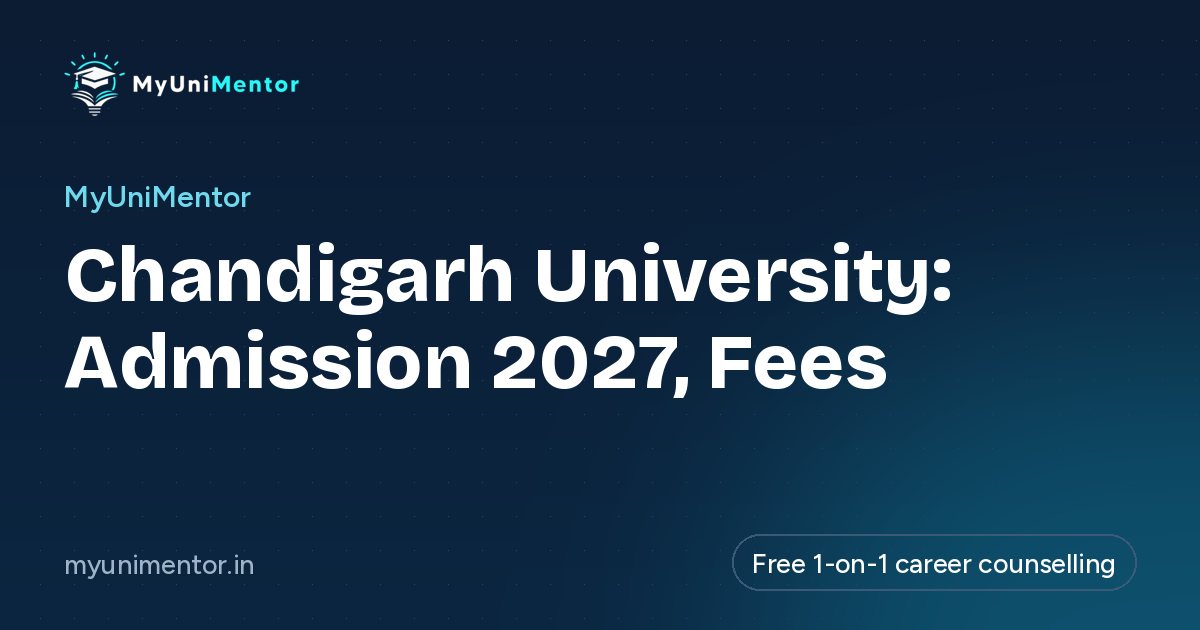 MyUniMentor
MyUniMentor
Chandigarh University:
Admission 2027, Fees
myunimentor.in
Free 1-on-1 career counselling